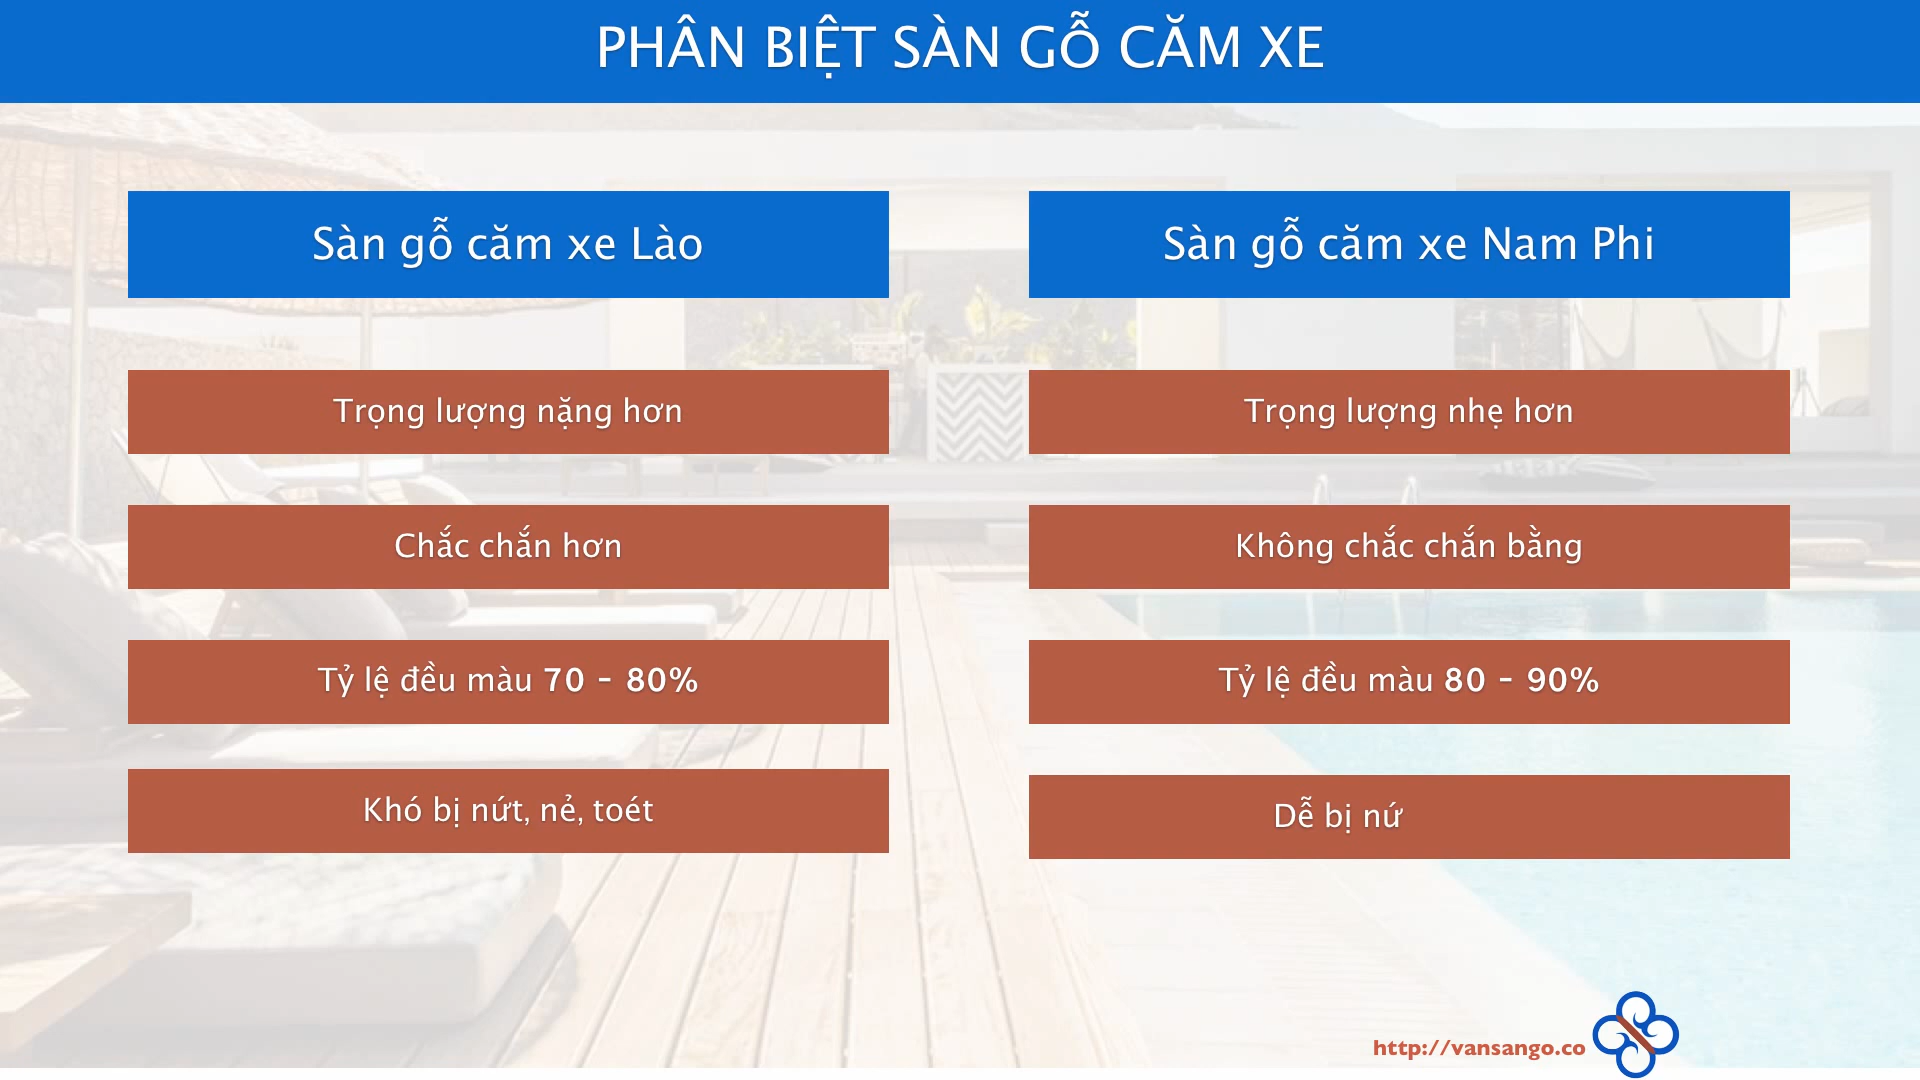 PHÂN BIỆT SÀN GỖ CĂM XE
Sàn gỗ căm xe Lào
Sàn gỗ căm xe Nam Phi
Trọng lượng nặng hơn
Trọng lượng nhẹ hơn
Chắc chắn hơn
Không chắc chắn bằng
Tỷ lệ đều màu 70 - 80%
Tỷ lệ đều màu 80 - 90%
Khó bị nứt, nẻ, toét
Dễ bị nứ
http://vansango.co